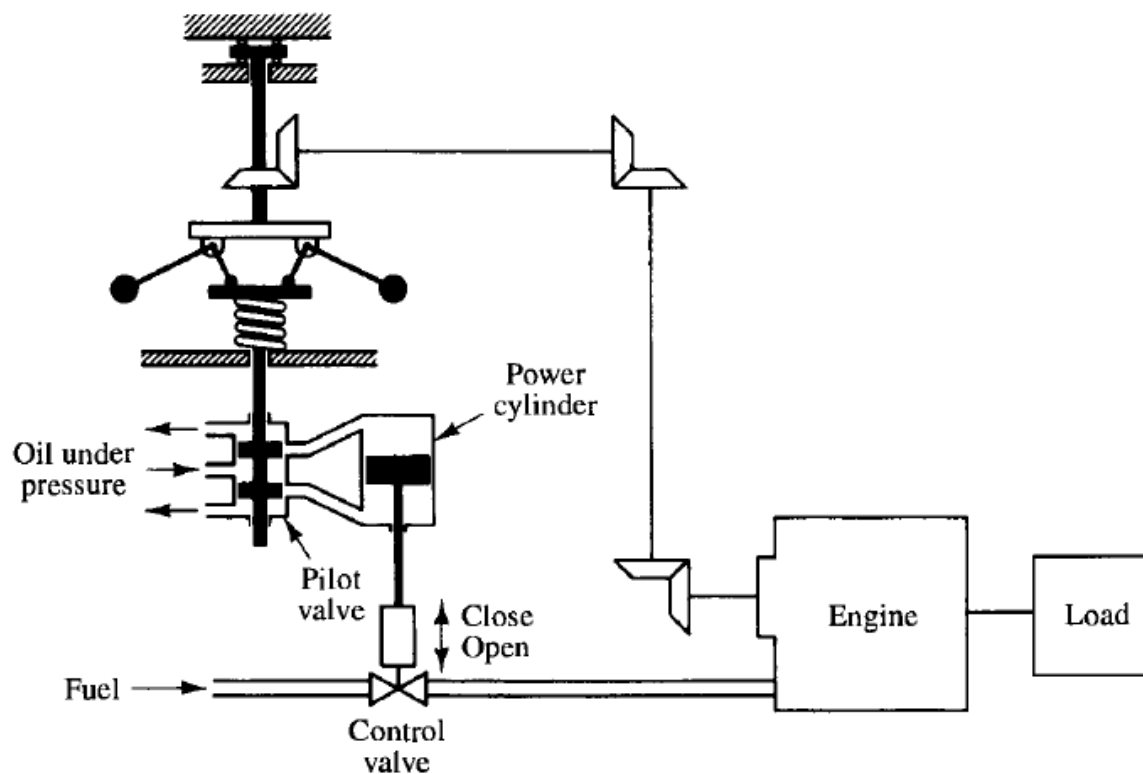 Power
cylinder
Oil under
pressure
Pilot
valve
Close
Open
Engine
Load
Fuel
Control
valve